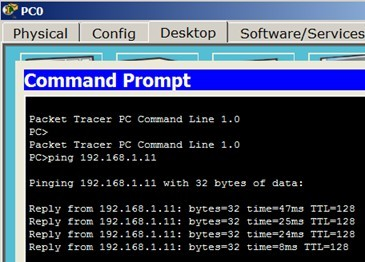 PC0
Physical Config Desktop Software/Services
Command Prompt
Packet Tracer PC Command Line 1.0
PC>
Packet Tracer PC Command Line 1.0
PC>ping 192.168.1.11
Pinging 192.168.1.11 with 32 bytes of data:
Reply from 192.168.1.11: bytes=32 time=47ms TTL=128
Reply from 192.168.1.11: bytes=32 time=25ms TTL=128
Reply from 192.168.1.11: bytes=32 time=24ms TTL=128
Reply from 192.168.1.11: bytes=32 time=8ms TTL=128